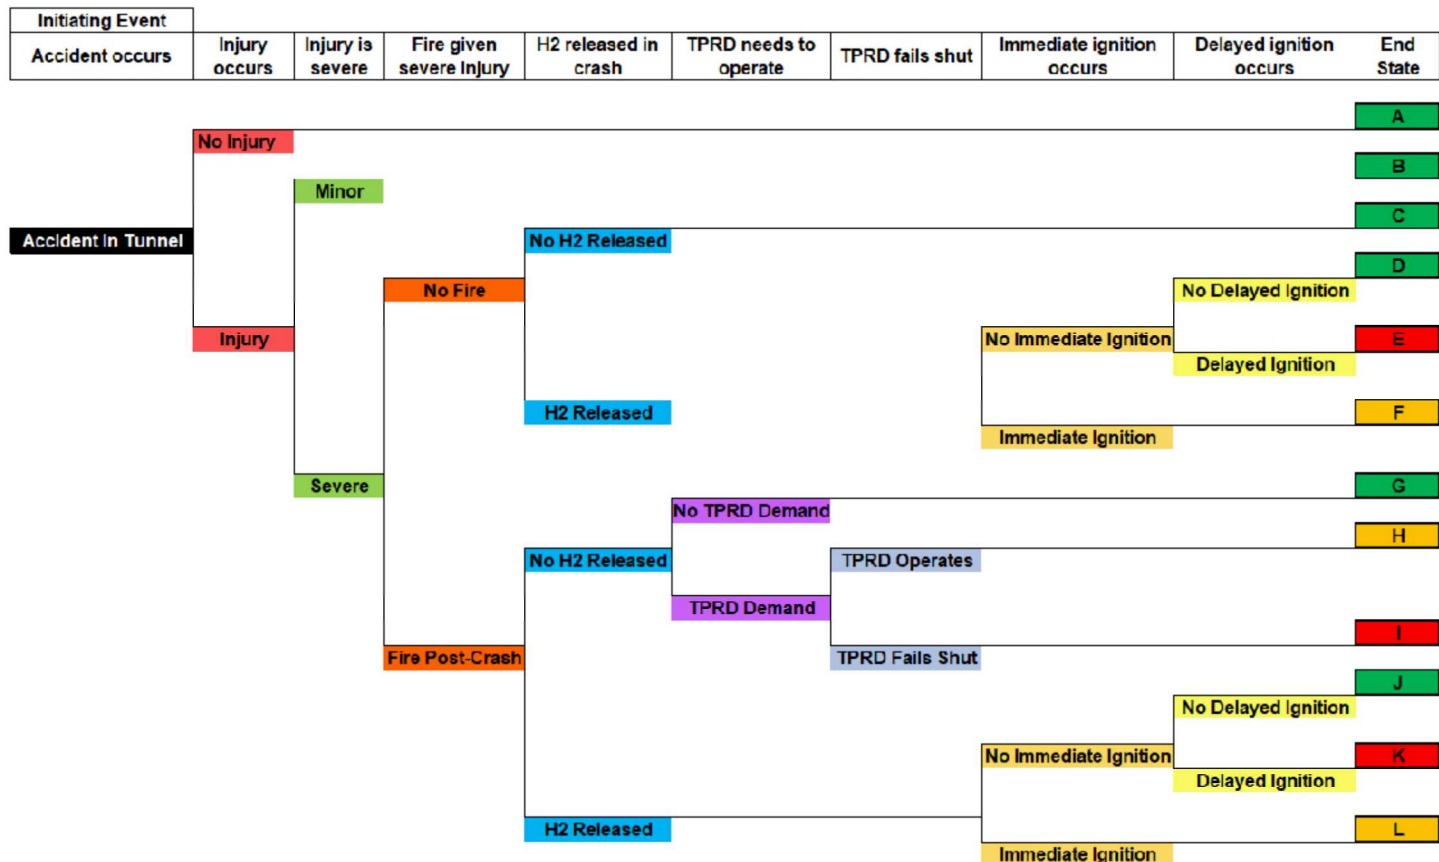 Initiating Event
Accident occurs
Injury
occurs
Injury is
severe
Fire given
severe Injury
H2 released in
crash
TPRD needs to
operate
TPRD fails shut
Immediate ignition
occurs
Delayed ignition
occurs
End
State
A
No Injury
B
Minor
C
Accident in Tunnel
No H2 Released
D
No Fire
No Delayed Ignition
Injury
No Immediate Ignition
E
Delayed Ignition
H2 Released
F
Immediate Ignition
Severe
G
No TPRD Demand
H
No H2 Released
TPRD Operates
TPRD Demand
I
Fire Post-Crash
TPRD Fails Shut
J
No Delayed Ignition
No Immediate Ignition
K
Delayed Ignition
H2 Released
L
Immediate Ignition